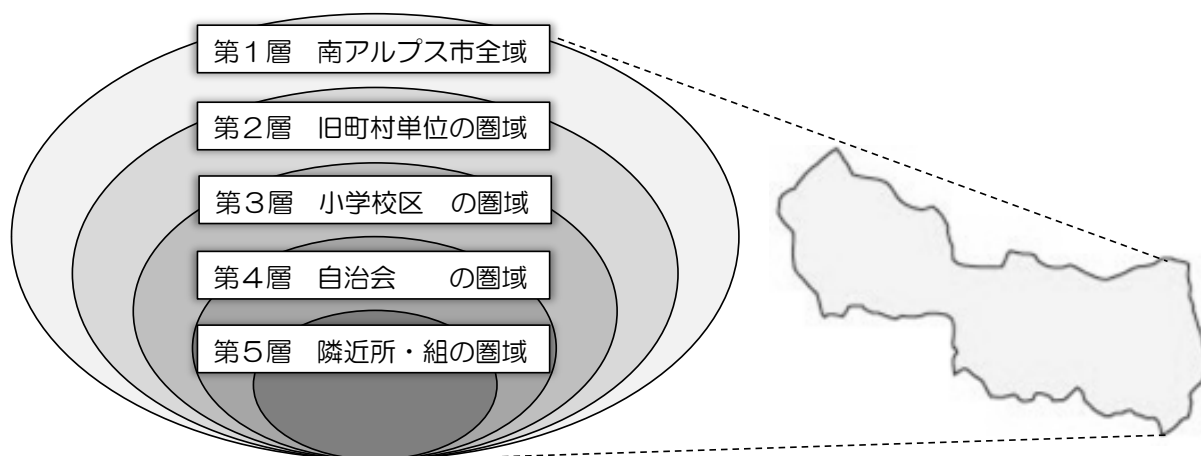 第１層　南アルプス市全域
第２層　旧町村単位の圏域
第３層　小学校区　の圏域
第４層　自治会　　の圏域
第５層　隣近所・組の圏域